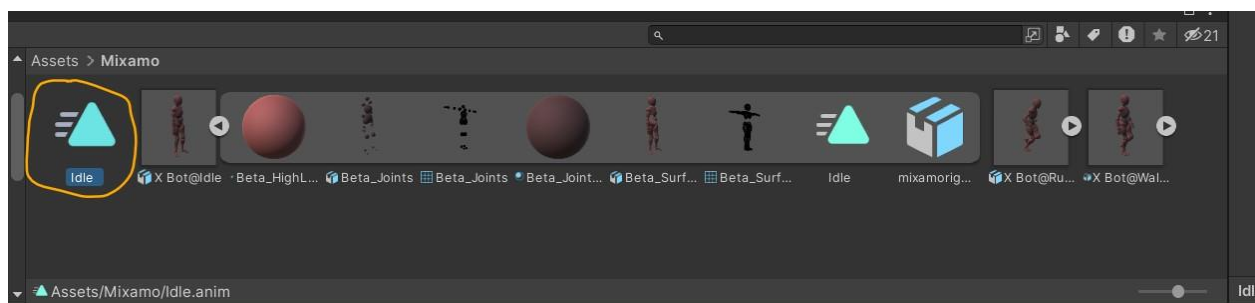 21
Assets > Mixamo
Idle
X Bot@Idle
Beta_HighL...
Beta_Joints
Beta_Joints
Beta_Joint...
Beta_Surf...
Beta_Surf...
Idle
mixamorig...
X Bot@Ru...
X Bot@Wal...
Assets/Mixamo/Idle.anim
Idl